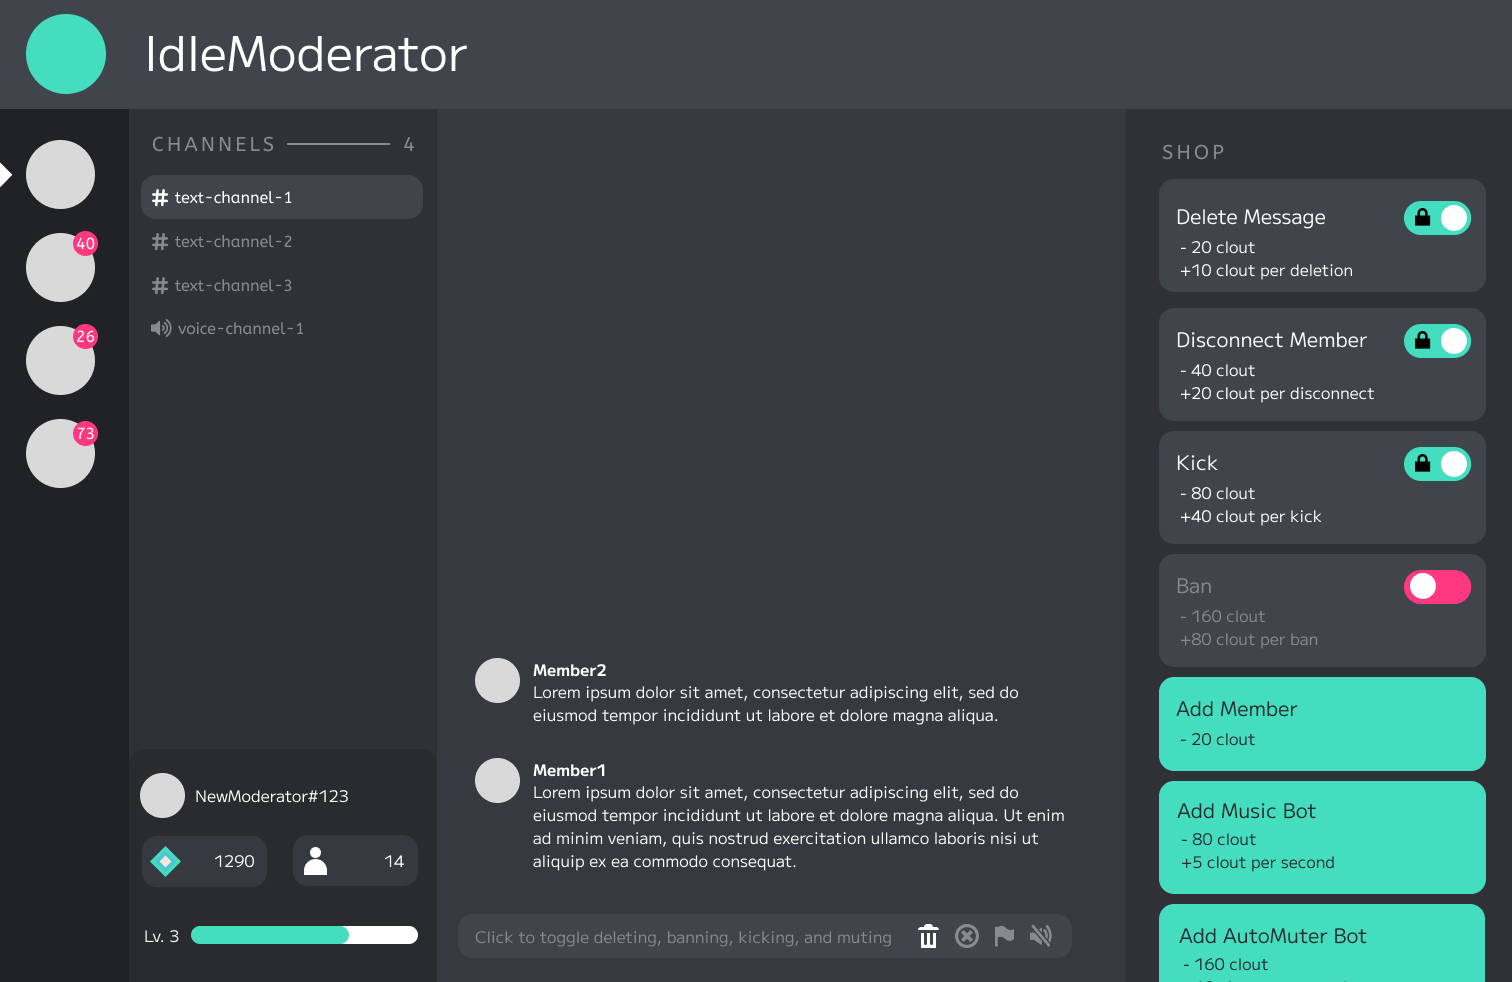 IdleModerator
40
26
73
CHANNELS 4
# text-channel-1
# text-channel-2
# text-channel-3
voice-channel-1
NewModerator#123
1290
14
Lv. 3
Member2
Lorem ipsum dolor sit amet, consectetur adipiscing elit, sed do
eiusmod tempor incididunt ut labore et dolore magna aliqua.
Member1
Lorem ipsum dolor sit amet, consectetur adipiscing elit, sed do
eiusmod tempor incididunt ut labore et dolore magna aliqua. Ut enim
ad minim veniam, quis nostrud exercitation ullamco laboris nisi ut
aliquip ex ea commodo consequat.
Click to toggle deleting, banning, kicking, and muting
SHOP
Delete Message
- 20 clout
+10 clout per deletion
Disconnect Member
- 40 clout
+20 clout per disconnect
Kick
- 80 clout
+40 clout per kick
Ban
- 160 clout
+80 clout per ban
Add Member
- 20 clout
Add Music Bot
- 80 clout
+5 clout per second
Add AutoMuter Bot
- 160 clout